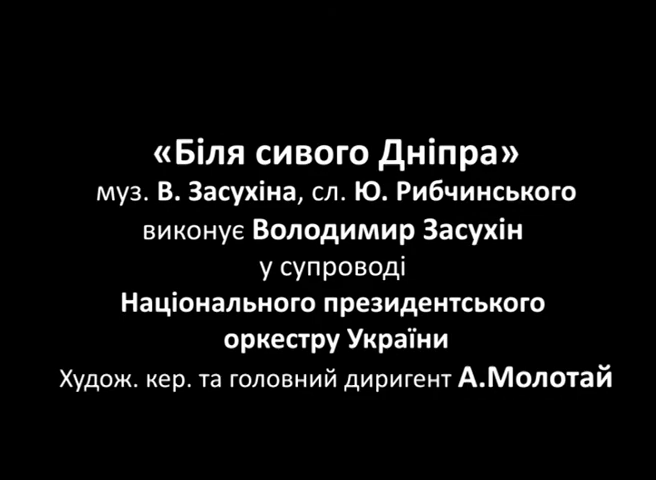 «Біля сивого Дніпра»
муз. В. Засухіна, сл. Ю. Рибчинського
виконує Володимир Засухін
у супроводі
Національного президентського
оркестру України
Худож. кер. та головний диригент А.Молотай